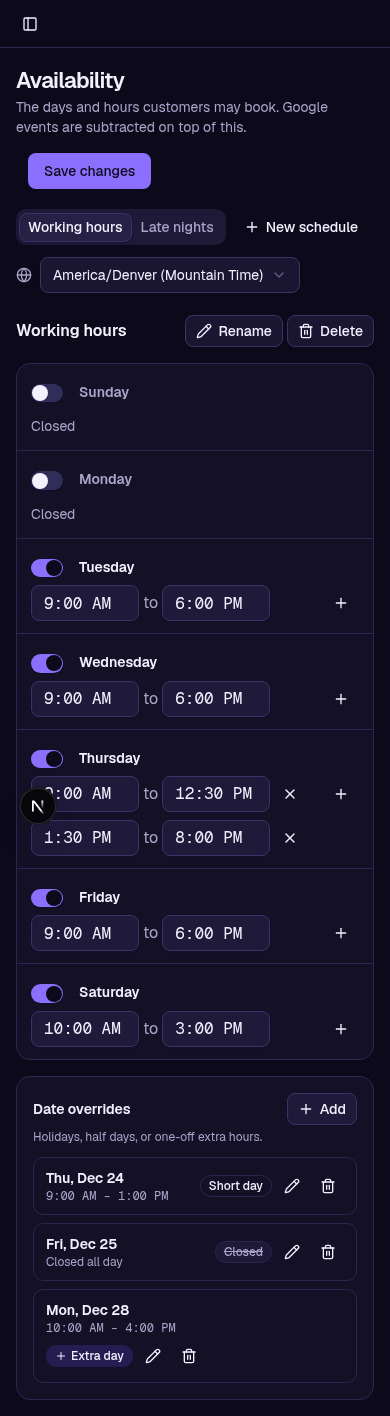 Availability
The days and hours customers may book. Google
events are subtracted on top of this.
Save changes
Working hours Late nights + New schedule
America/Denver (Mountain Time)
Working hours Rename Delete
Sunday
Closed
Monday
Closed
Tuesday
9:00 AM to 6:00 PM +
Wednesday
9:00 AM to 6:00 PM +
Thursday
:00 AM to 12:30 PM × +
N
1:30 PM to 8:00 PM ×
Friday
9:00 AM to 6:00 PM +
Saturday
10:00 AM to 3:00 PM +
Date overrides + Add
Holidays, half days, or one-off extra hours.
Thu, Dec 24 Short day
9:00 AM – 1:00 PM
Fri, Dec 25 Closed
Closed all day
Mon, Dec 28
10:00 AM – 4:00 PM
+ Extra day